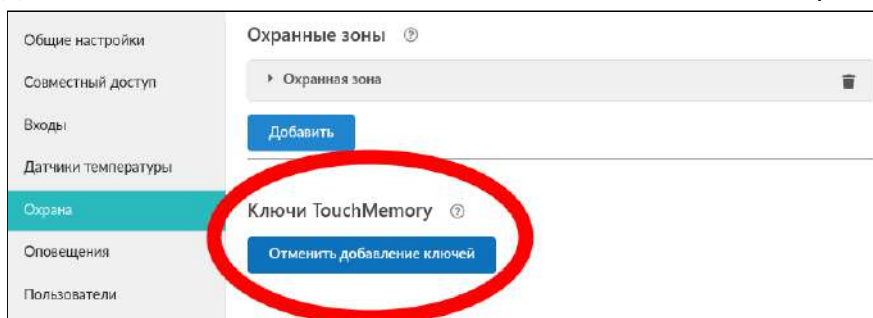 Общие настройки
Совместный доступ
Входы
Датчики температуры
Охрана
Оповещения
Пользователи
Охранные зоны
Охранная зона
Добавить
Ключи TouchMemory
Отменить добавление ключей